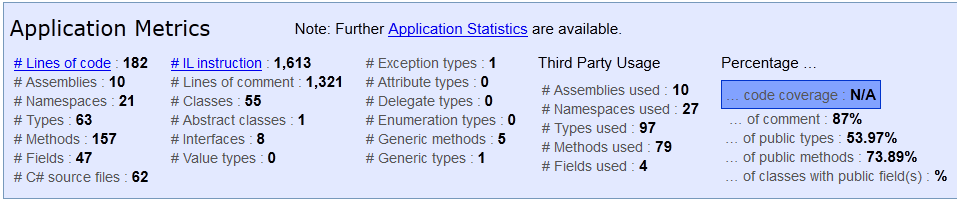 Application Metrics
Note: Further Application Statistics are available.
# Lines of code : 182
# Assemblies : 10
# Namespaces : 21
# Types : 63
# Methods : 157
# Fields : 47
# C# source files : 62
# IL instruction : 1,613
# Lines of comment : 1,321
# Classes : 55
# Abstract classes : 1
# Interfaces : 8
# Value types : 0
# Exception types : 1
# Attribute types : 0
# Delegate types : 0
# Enumeration types : 0
# Generic methods : 5
# Generic types : 1
Third Party Usage
# Assemblies used : 10
# Namespaces used : 27
# Types used : 97
# Methods used : 79
# Fields used : 4
Percentage ...
... code coverage : N/A
... of comment : 87%
... of public types : 53.97%
... of public methods : 73.89%
... of classes with public field(s) : %